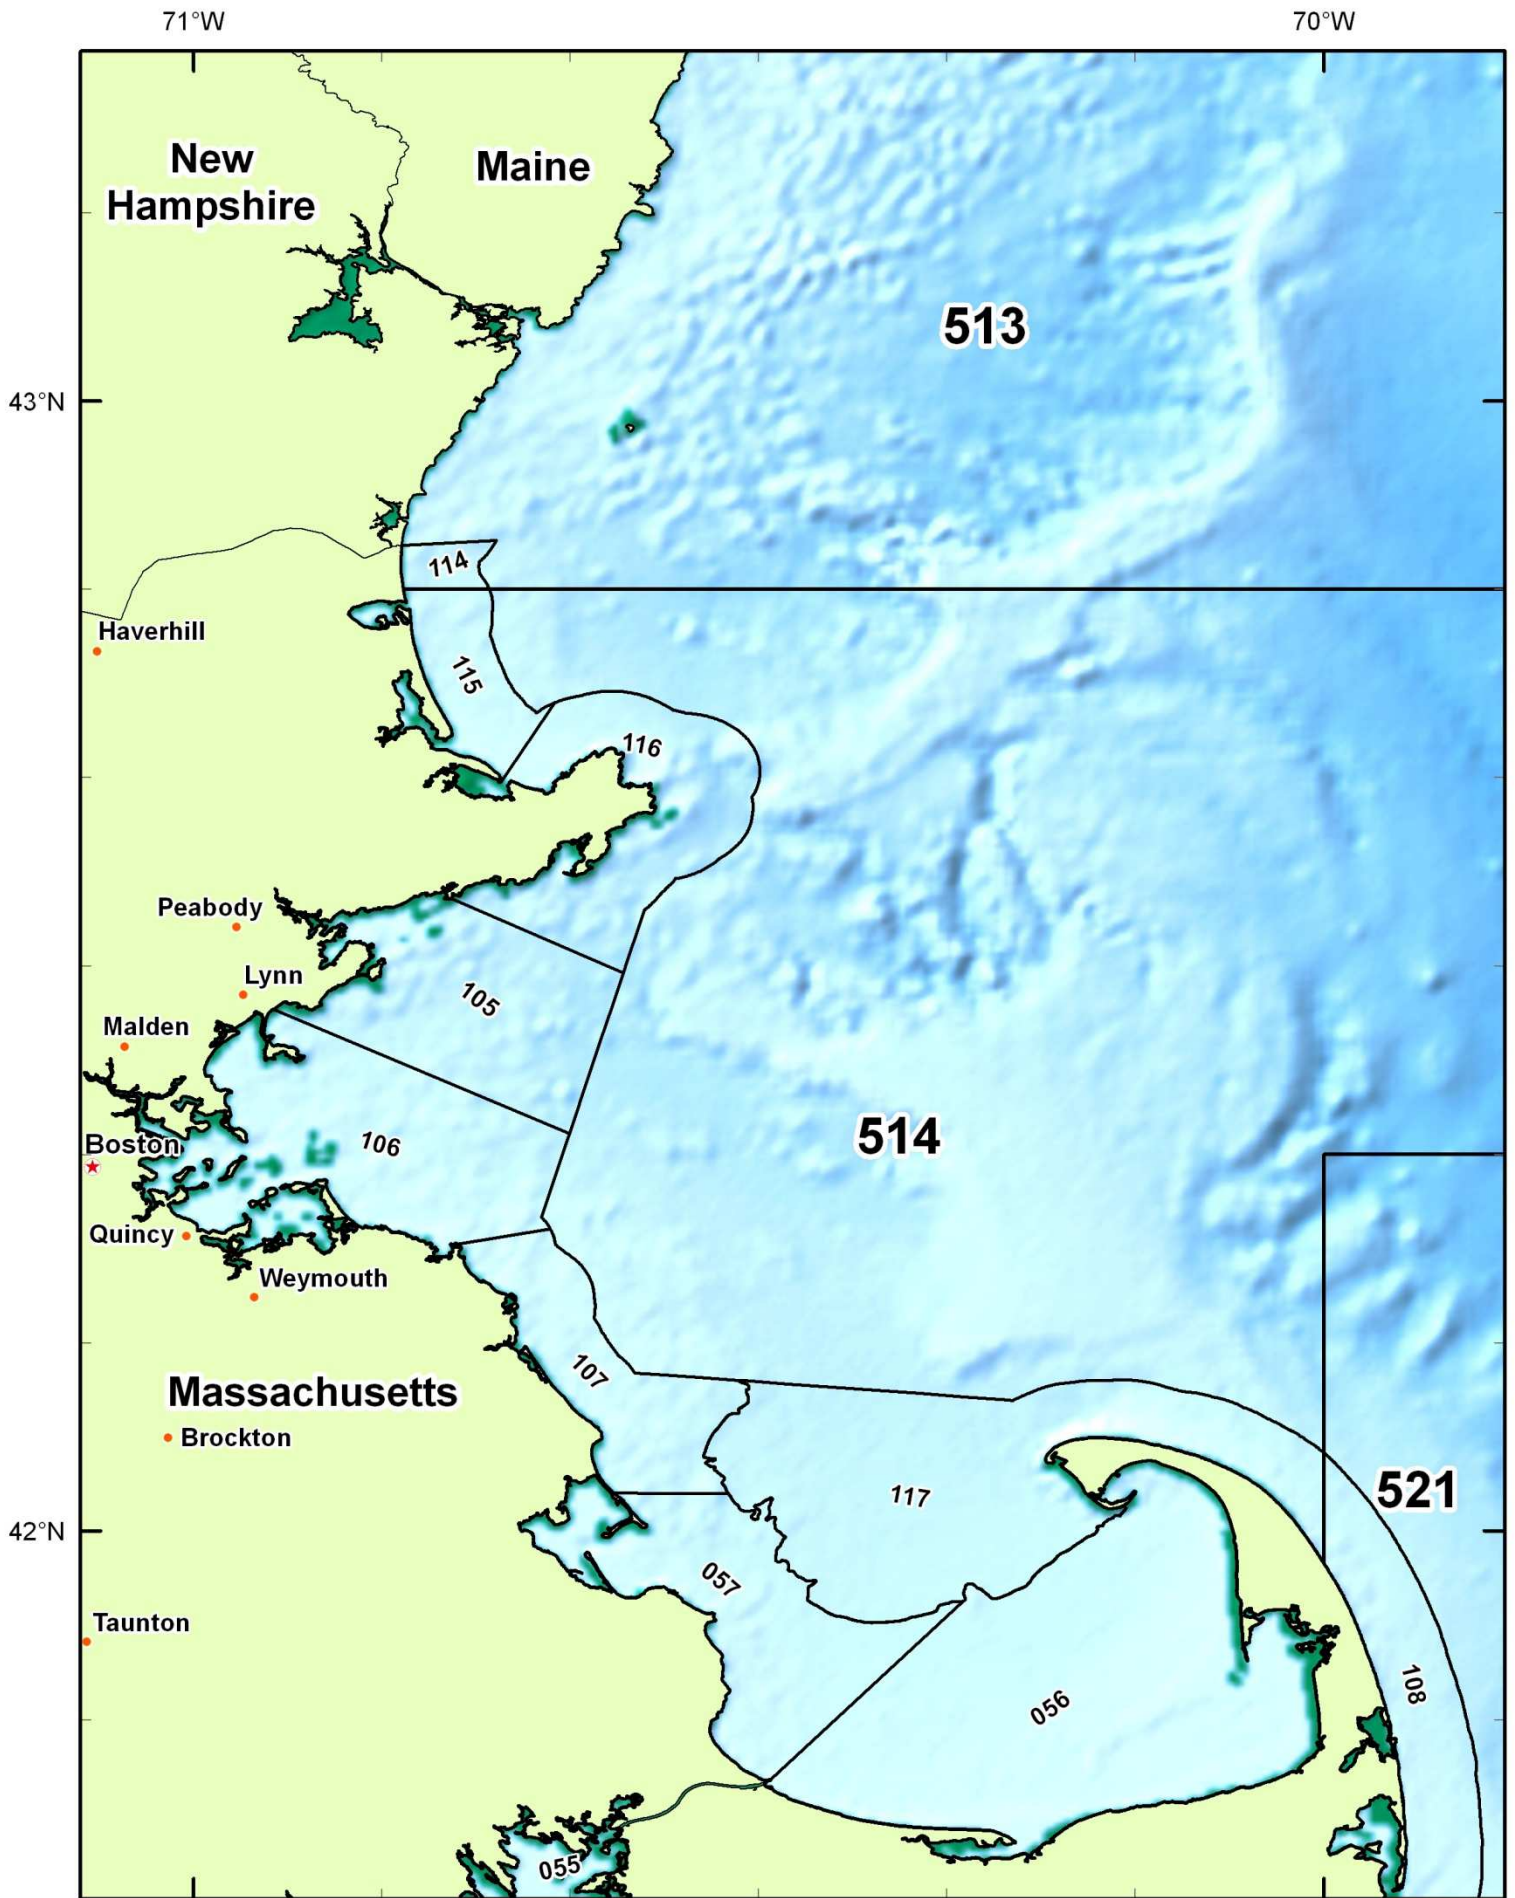 71°W
70°W
New
Hampshire
Maine
513
43°N
114
Haverhill
115
116
Peabody
Lynn
105
Malden
514
106
Boston
Quincy
Weymouth
107
Massachusetts
Brockton
117
521
42°N
057
Taunton
108
056
055